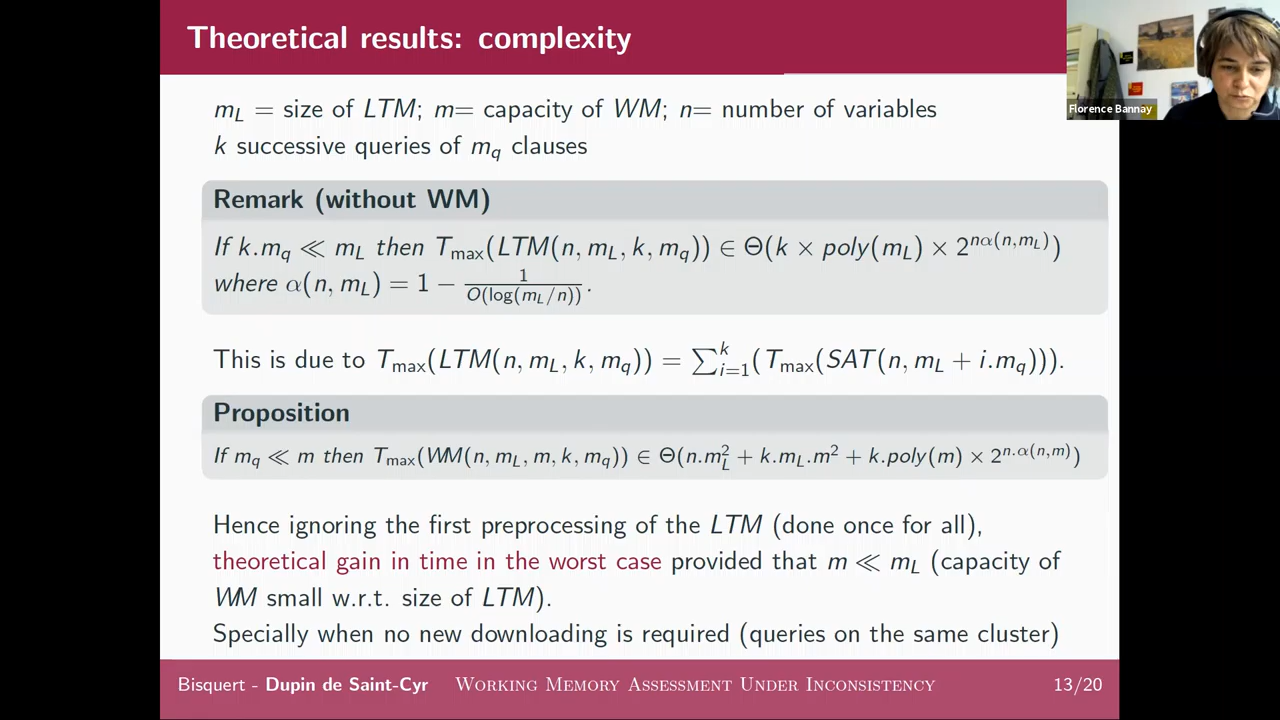 Theoretical results: complexity
Florence Bannay
m_L = size of LTM; m= capacity of WM; n= number of variables
k successive queries of m_q clauses
Remark (without WM)
If k.m_q ≪ m_L then T_max(LTM(n, m_L, k, m_q)) ∈ Θ(k × poly(m_L) × 2^{nα(n,m_L)})
where α(n, m_L) = 1 − 1/O(log(m_L/n)) .
This is due to T_max(LTM(n, m_L, k, m_q)) = ∑_{i=1}^{k}(T_max(SAT(n, m_L + i.m_q))).
Proposition
If m_q ≪ m then T_max(WM(n, m_L, m, k, m_q)) ∈ Θ(n.m_L^2 + k.m_L.m^2 + k.poly(m) × 2^{n.α(n,m)})
Hence ignoring the first preprocessing of the LTM (done once for all),
theoretical gain in time in the worst case provided that m ≪ m_L (capacity of
WM small w.r.t. size of LTM).
Specially when no new downloading is required (queries on the same cluster)
Bisquert - Dupin de Saint-Cyr WORKING MEMORY ASSESSMENT UNDER INCONSISTENCY 13/20